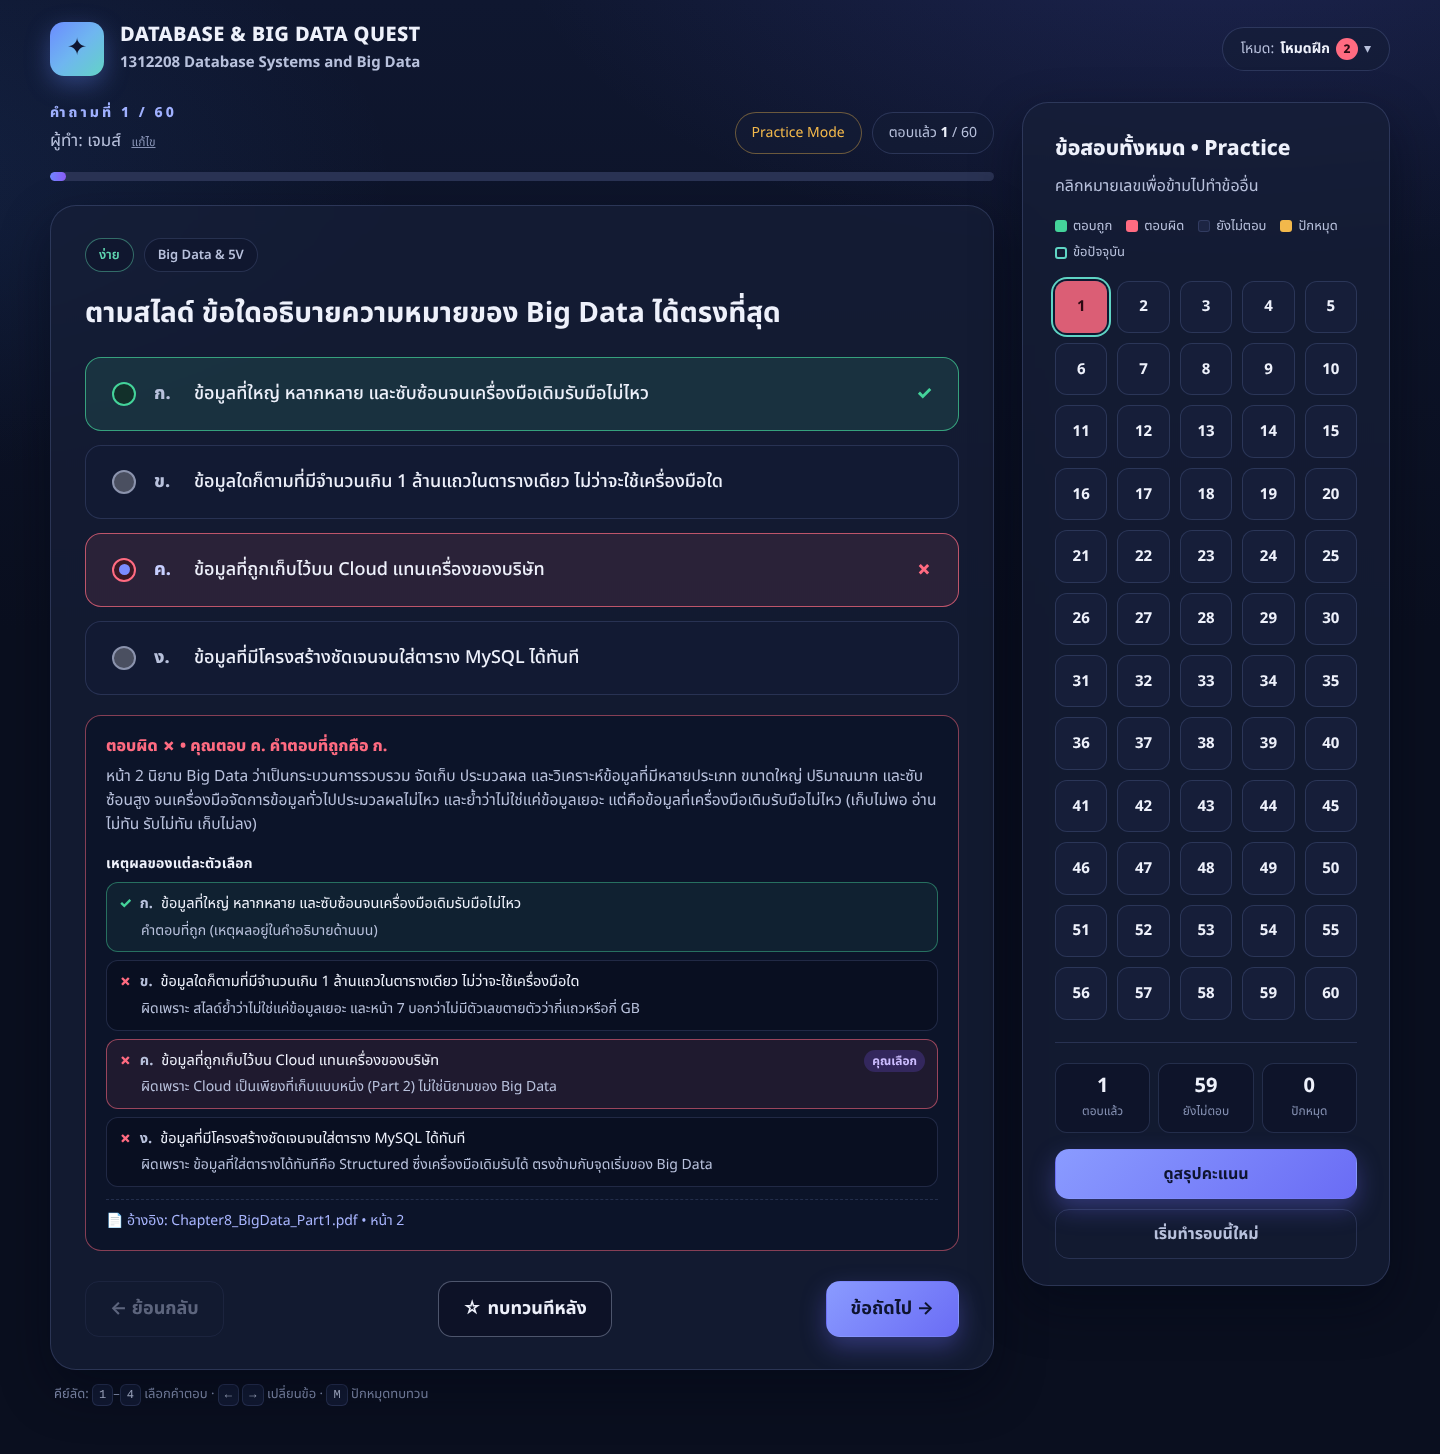 DATABASE & BIG DATA QUEST
1312208 Database Systems and Big Data
โหมด: โหมดฝึก 2 ▾
คำถามที่ 1 / 60
ผู้ทำ: เจมส์ แก้ไข
Practice Mode
ตอบแล้ว 1 / 60
ง่าย
Big Data & 5V
ตามสไลด์ ข้อใดอธิบายความหมายของ Big Data ได้ตรงที่สุด
ก. ข้อมูลที่ใหญ่ หลากหลาย และซับซ้อนจนเครื่องมือเดิมรับมือไม่ไหว ✓
ข. ข้อมูลใดก็ตามที่มีจำนวนเกิน 1 ล้านแถวในตารางเดียว ไม่ว่าจะใช้เครื่องมือใด
ค. ข้อมูลที่ถูกเก็บไว้บน Cloud แทนเครื่องของบริษัท ✕
ง. ข้อมูลที่มีโครงสร้างชัดเจนจนใส่ตาราง MySQL ได้ทันที
ตอบผิด ✕ • คุณตอบ ค. คำตอบที่ถูกคือ ก.
หน้า 2 นิยาม Big Data ว่าเป็นกระบวนการรวบรวม จัดเก็บ ประมวลผล และวิเคราะห์ข้อมูลที่มีหลายประเภท ขนาดใหญ่ ปริมาณมาก และซับ
ซ้อนสูง จนเครื่องมือจัดการข้อมูลทั่วไปประมวลผลไม่ไหว และย้ำว่าไม่ใช่แค่ข้อมูลเยอะ แต่คือข้อมูลที่เครื่องมือเดิมรับมือไม่ไหว (เก็บไม่พอ อ่าน
ไม่ทัน รับไม่ทัน เก็บไม่ลง)
เหตุผลของแต่ละตัวเลือก
✓ ก. ข้อมูลที่ใหญ่ หลากหลาย และซับซ้อนจนเครื่องมือเดิมรับมือไม่ไหว
คำตอบที่ถูก (เหตุผลอยู่ในคำอธิบายด้านบน)
✕ ข. ข้อมูลใดก็ตามที่มีจำนวนเกิน 1 ล้านแถวในตารางเดียว ไม่ว่าจะใช้เครื่องมือใด
ผิดเพราะ สไลด์ย้ำว่าไม่ใช่แค่ข้อมูลเยอะ และหน้า 7 บอกว่าไม่มีตัวเลขตายตัวว่ากี่แถวหรือกี่ GB
✕ ค. ข้อมูลที่ถูกเก็บไว้บน Cloud แทนเครื่องของบริษัท คุณเลือก
ผิดเพราะ Cloud เป็นเพียงที่เก็บแบบหนึ่ง (Part 2) ไม่ใช่นิยามของ Big Data
✕ ง. ข้อมูลที่มีโครงสร้างชัดเจนจนใส่ตาราง MySQL ได้ทันที
ผิดเพราะ ข้อมูลที่ใส่ตารางได้ทันทีคือ Structured ซึ่งเครื่องมือเดิมรับได้ ตรงข้ามกับจุดเริ่มของ Big Data
📄 อ้างอิง: Chapter8_BigData_Part1.pdf • หน้า 2
← ย้อนกลับ
☆ ทบทวนทีหลัง
ข้อถัดไป →
คีย์ลัด: 1–4 เลือกคำตอบ · ← → เปลี่ยนข้อ · M ปักหมุดทบทวน
ข้อสอบทั้งหมด • Practice
คลิกหมายเลขเพื่อข้ามไปทำข้ออื่น
ตอบถูก ตอบผิด ยังไม่ตอบ ปักหมุด
ข้อปัจจุบัน
1 2 3 4 5
6 7 8 9 10
11 12 13 14 15
16 17 18 19 20
21 22 23 24 25
26 27 28 29 30
31 32 33 34 35
36 37 38 39 40
41 42 43 44 45
46 47 48 49 50
51 52 53 54 55
56 57 58 59 60
1 59 0
ตอบแล้ว ยังไม่ตอบ ปักหมุด
ดูสรุปคะแนน
เริ่มทำรอบนี้ใหม่